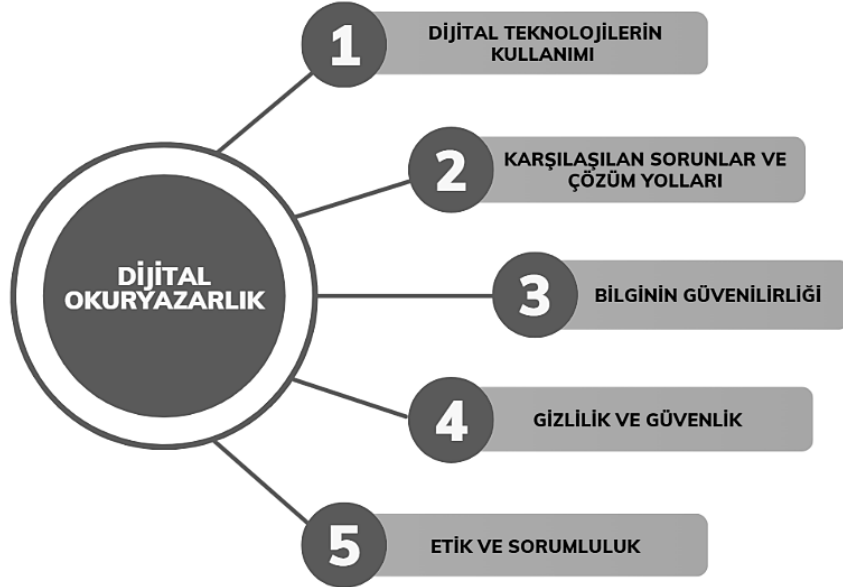 1
DİJİTAL TEKNOLOJİLERİN
KULLANIMI
2
KARŞILAŞILAN SORUNLAR VE
ÇÖZÜM YOLLARI
DİJİTAL
OKURYAZARLIK
3
BİLGİNİN GÜVENİLİRLİĞİ
4
GİZLİLİK VE GÜVENLİK
5
ETİK VE SORUMLULUK